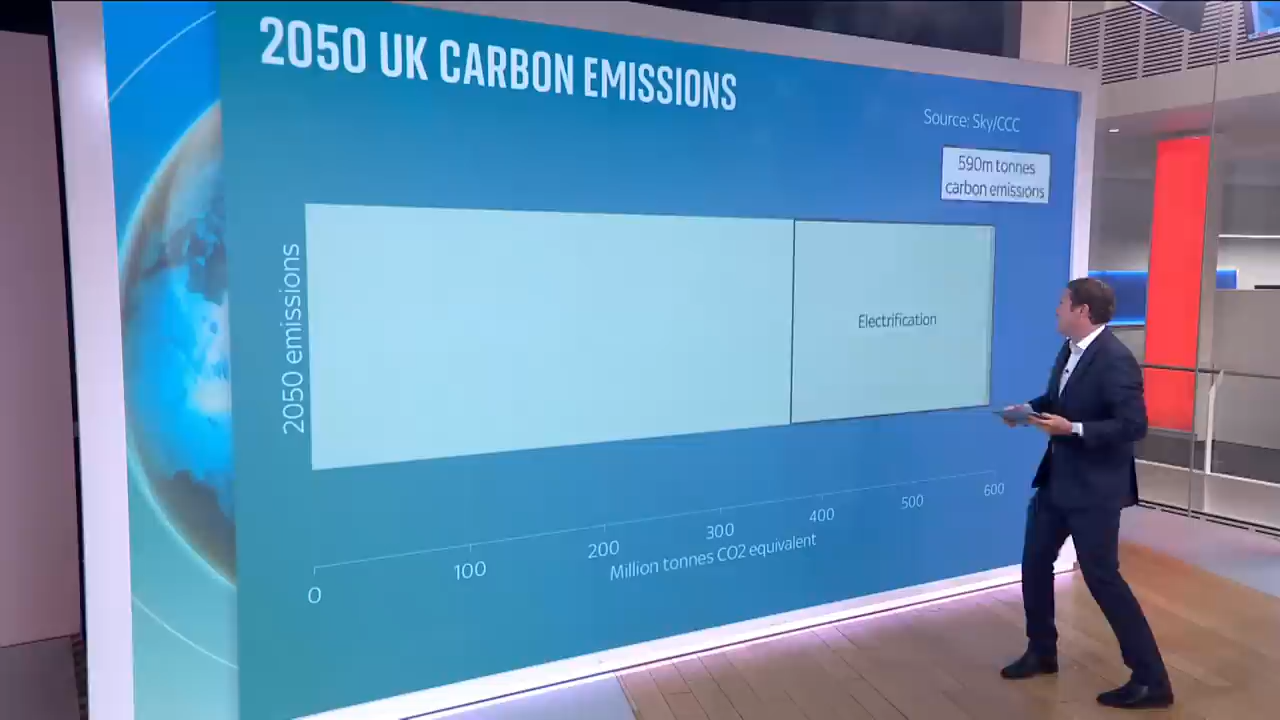 2050 UK CARBON EMISSIONS
Source: Sky/CCC
590m tonnes
carbon emissions
2050 emissions
Electrification
0
100
200
300
400
500
600
Million tonnes CO2 equivalent